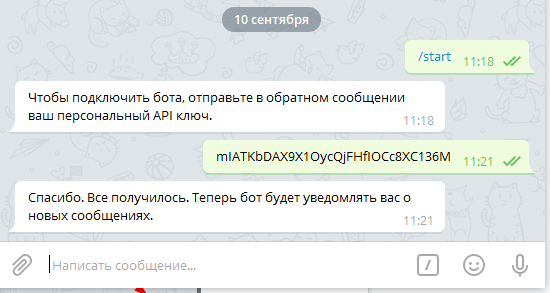 10 сентября
/start
11:18
Чтобы подключить бота, отправьте в обратном сообщении
ваш персональный API ключ.
11:18
mIATKbDAX9X1OycQjFHfIOCc8XC136M
11:21
Спасибо. Все получилось. Теперь бот будет уведомлять вас о
новых сообщениях.
11:21
Написать сообщение...